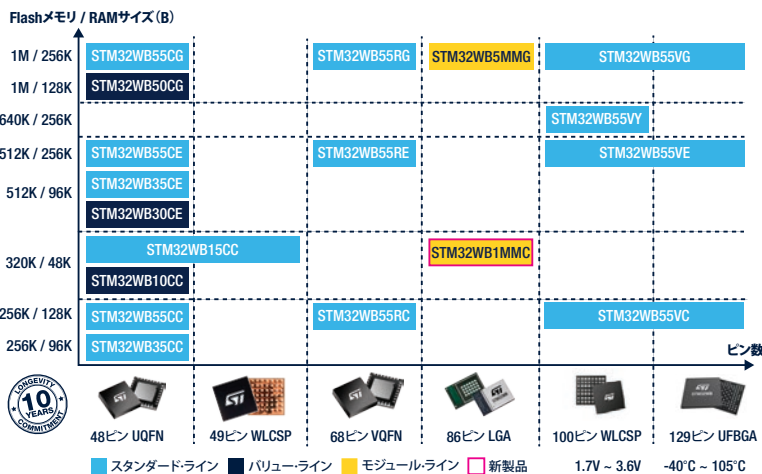 Flashメモリ / RAMサイズ（B）
1M / 256K
STM32WB55CG
STM32WB55RG
STM32WB5MMG
STM32WB55VG
1M / 128K
STM32WB50CG
640K / 256K
STM32WB55VY
512K / 256K
STM32WB55CE
STM32WB55RE
STM32WB55VE
512K / 96K
STM32WB35CE
STM32WB30CE
320K / 48K
STM32WB15CC
STM32WB1MMC
STM32WB10CC
256K / 128K
STM32WB55CC
STM32WB55RC
STM32WB55VC
256K / 96K
STM32WB35CC
ピン数
LONGEVITY
10
YEARS
COMMITMENT
48ピン UQFN
49ピン WLCSP
68ピン VQFN
86ピン LGA
100ピン WLCSP
129ピン UFBGA
スタンダード・ライン
バリュー・ライン
モジュール・ライン
新製品
1.7V ~ 3.6V
-40°C ~ 105°C